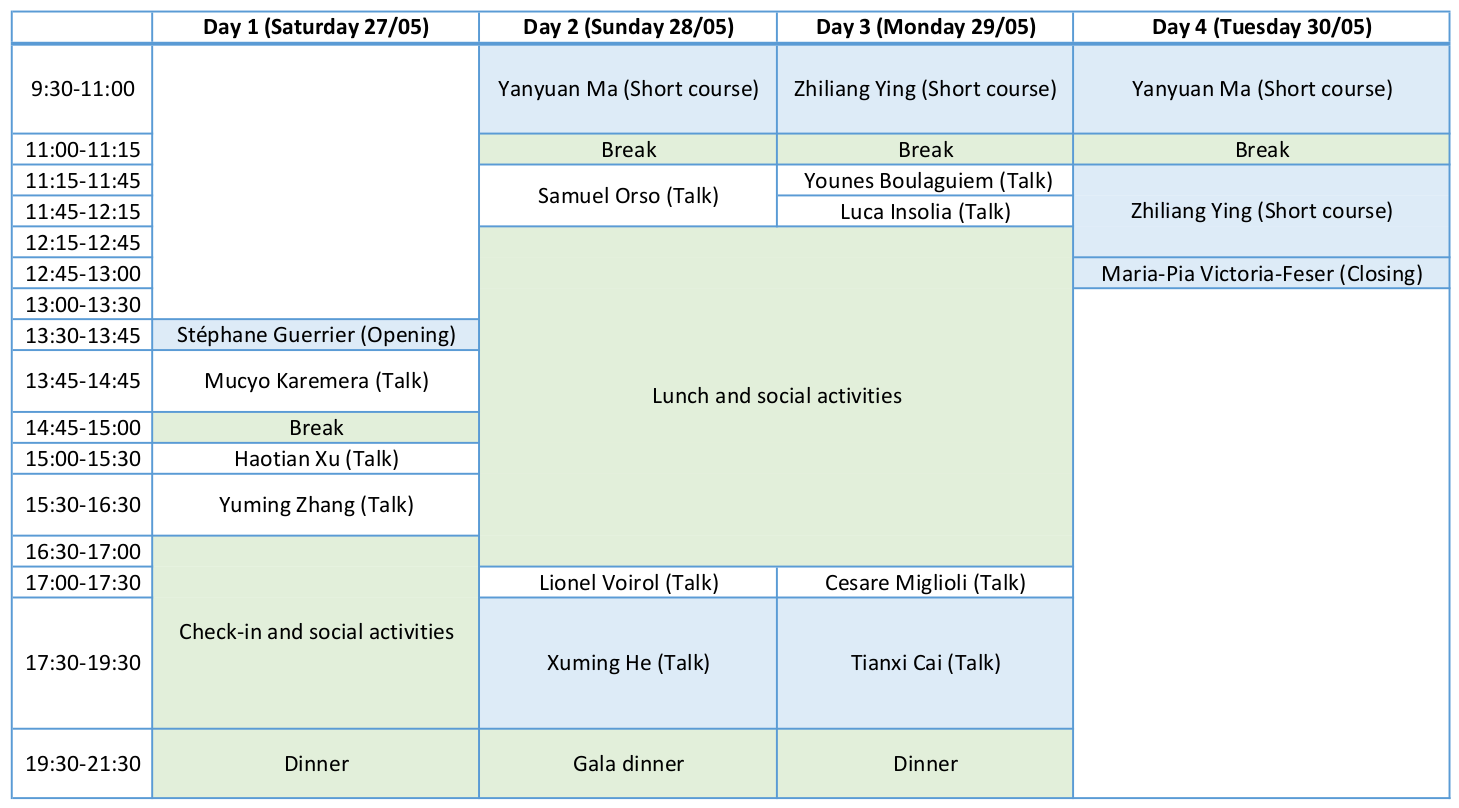 Day 1 (Saturday 27/05) Day 2 (Sunday 28/05) Day 3 (Monday 29/05) Day 4 (Tuesday 30/05)
9:30-11:00 Yanyuan Ma (Short course) Zhiliang Ying (Short course) Yanyuan Ma (Short course)
11:00-11:15 Break Break Break
11:15-11:45 Samuel Orso (Talk) Younes Boulaguiem (Talk) Zhiliang Ying (Short course)
11:45-12:15 Luca Insolia (Talk)
12:15-12:45 Lunch and social activities
12:45-13:00 Maria-Pia Victoria-Feser (Closing)
13:00-13:30
13:30-13:45 Stéphane Guerrier (Opening)
13:45-14:45 Mucyo Karemera (Talk)
14:45-15:00 Break
15:00-15:30 Haotian Xu (Talk)
15:30-16:30 Yuming Zhang (Talk)
16:30-17:00 Check-in and social activities
17:00-17:30 Lionel Voirol (Talk) Cesare Miglioli (Talk)
17:30-19:30 Xuming He (Talk) Tianxi Cai (Talk)
19:30-21:30 Dinner Gala dinner Dinner